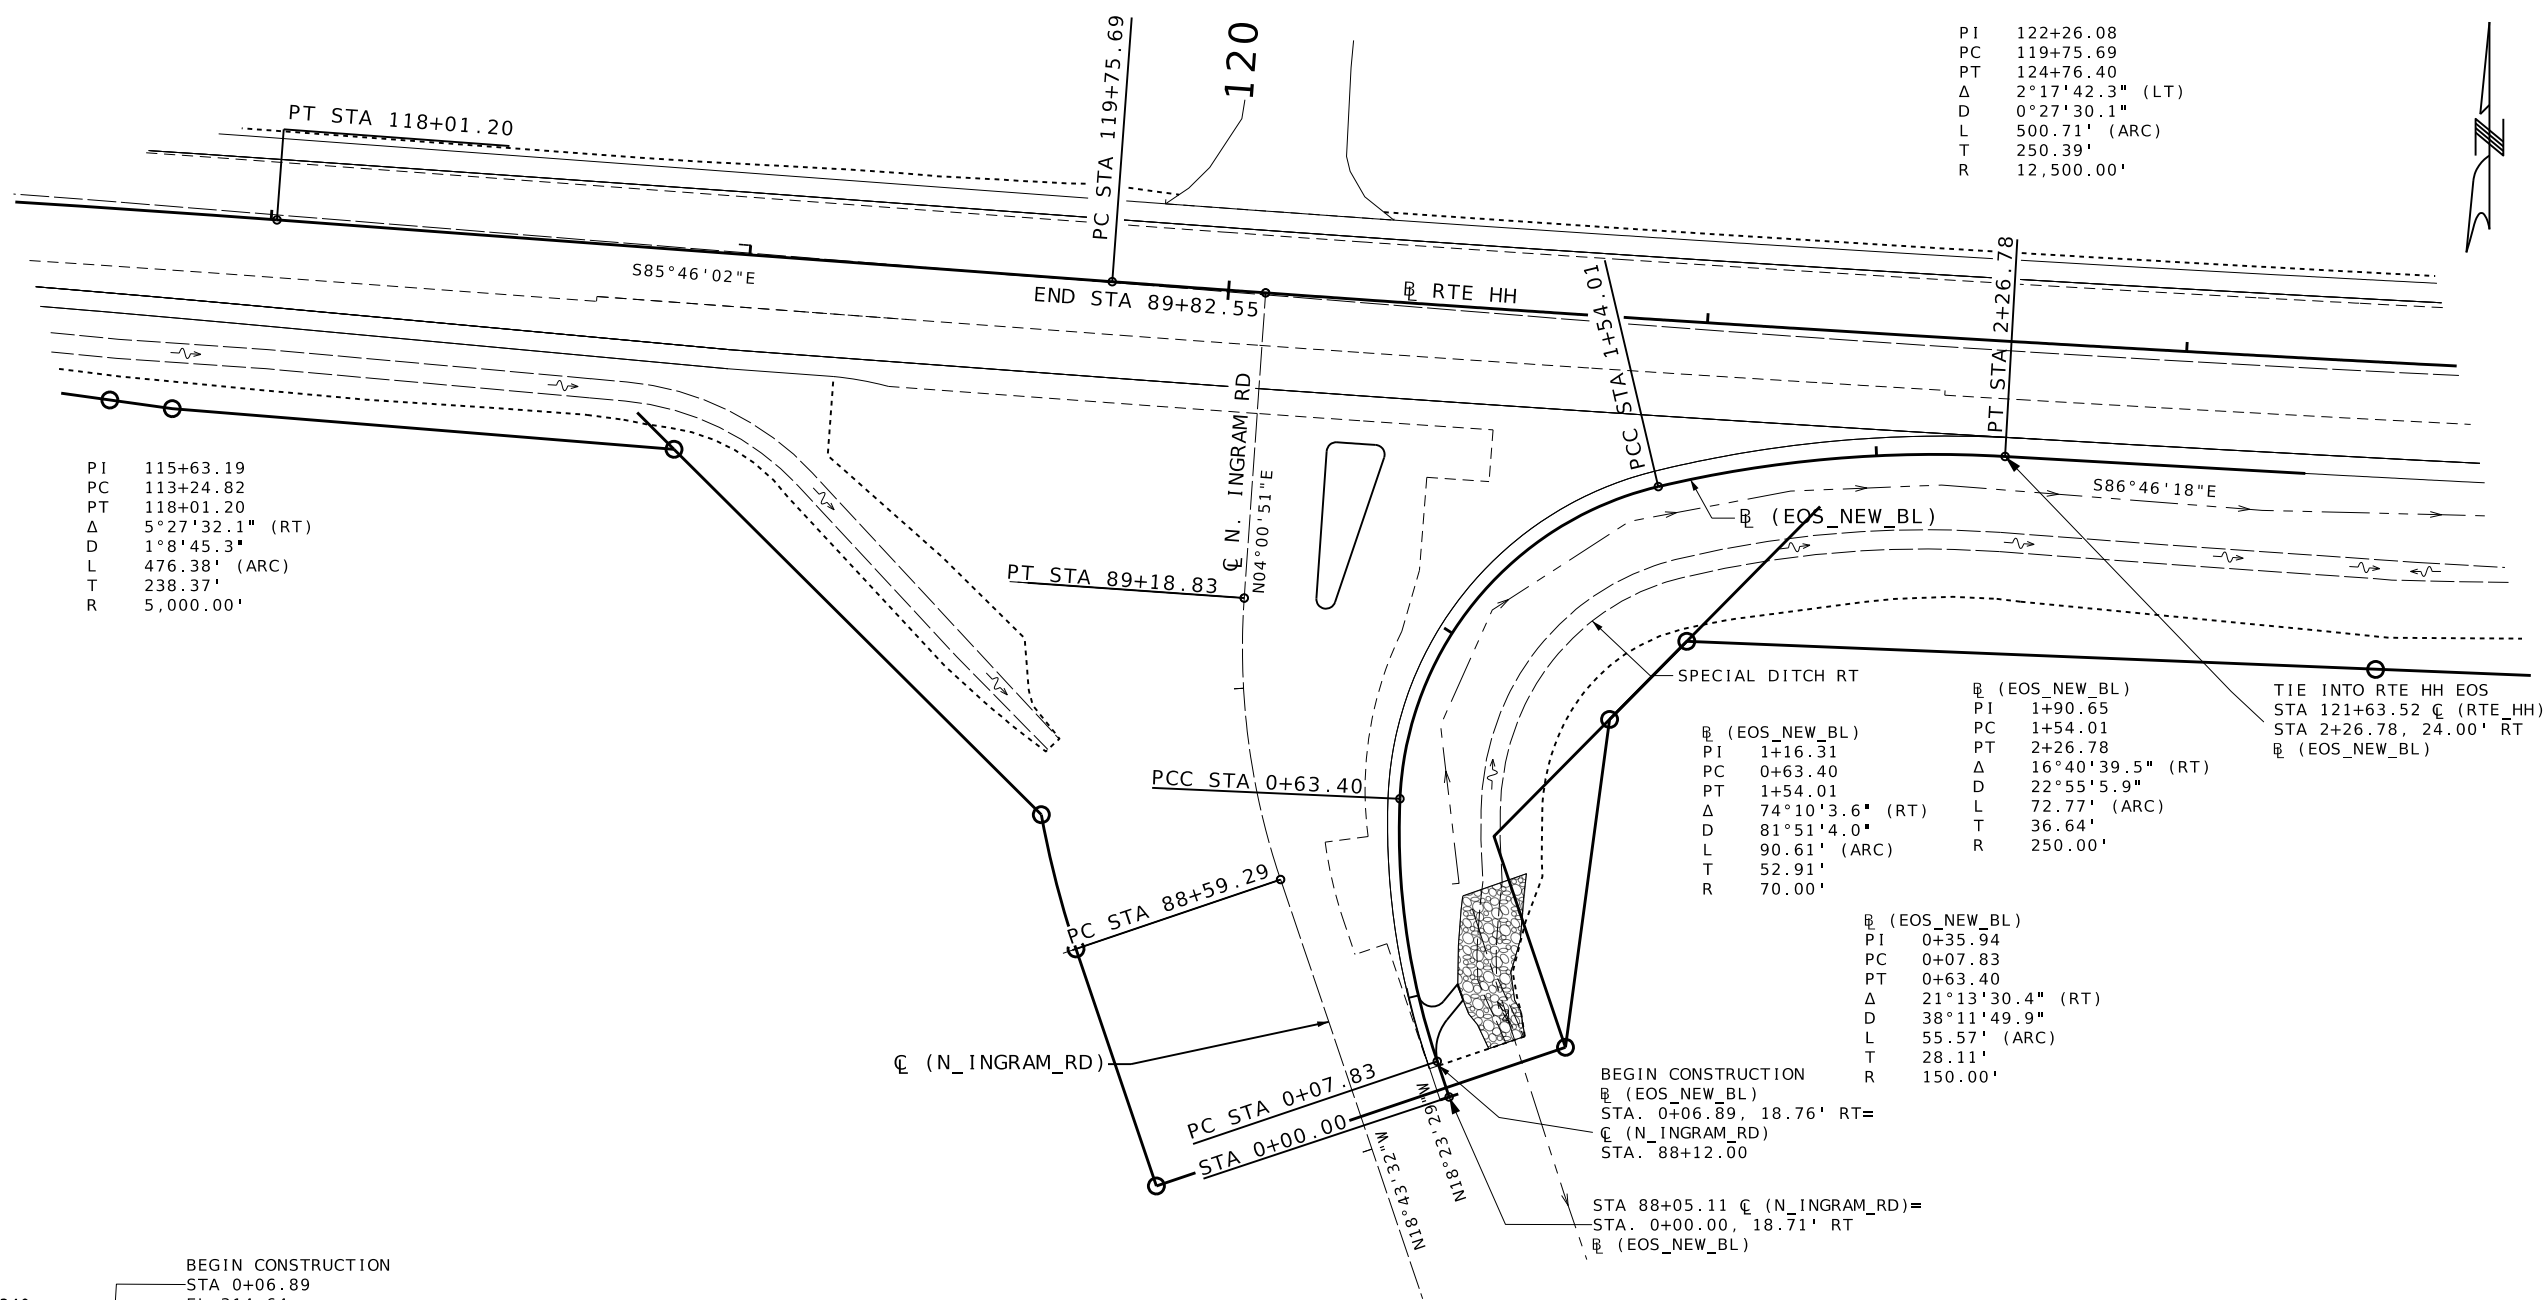 PI 122+26.08
PC 119+75.69
PT 124+76.40
Δ 2°17'42.3" (LT)
D 0°27'30.1"
L 500.71' (ARC)
T 250.39'
R 12,500.00'
N
120
PC STA 119+75.69
PT STA 118+01.20
S85°46'02"E
END STA 89+82.55
℄ RTE HH
PCC STA 1+54.01
PT STA 2+26.78
PI 115+63.19
PC 113+24.82
PT 118+01.20
Δ 5°27'32.1" (RT)
D 1°8'45.3"
L 476.38' (ARC)
T 238.37'
R 5,000.00'
℄ N. INGRAM RD
N04°00'51"E
S86°46'18"E
℄ (EOS_NEW_BL)
PT STA 89+18.83
SPECIAL DITCH RT
PCC STA 0+63.40
℄ (EOS_NEW_BL)
PI 1+16.31
PC 0+63.40
PT 1+54.01
Δ 74°10'3.6" (RT)
D 81°51'4.0"
L 90.61' (ARC)
T 52.91'
R 70.00'
℄ (EOS_NEW_BL)
PI 1+90.65
PC 1+54.01
PT 2+26.78
Δ 16°40'39.5" (RT)
D 22°55'5.9"
L 72.77' (ARC)
T 36.64'
R 250.00'
TIE INTO RTE HH EOS
STA 121+63.52 ℄ (RTE_HH)
STA 2+26.78, 24.00' RT
℄ (EOS_NEW_BL)
PC STA 88+59.29
℄ (EOS_NEW_BL)
PI 0+35.94
PC 0+07.83
PT 0+63.40
Δ 21°13'30.4" (RT)
D 38°11'49.9"
L 55.57' (ARC)
T 28.11'
R 150.00'
℄ (N_INGRAM_RD)
PC STA 0+07.83
STA 0+00.00
N18°43'32"W
N18°23'29"W
BEGIN CONSTRUCTION
℄ (EOS_NEW_BL)
STA. 0+06.89, 18.76' RT=
℄ (N_INGRAM_RD)
STA. 88+12.00
STA 88+05.11 ℄ (N_INGRAM_RD)=
STA. 0+00.00, 18.71' RT
℄ (EOS_NEW_BL)
BEGIN CONSTRUCTION
STA 0+06.89